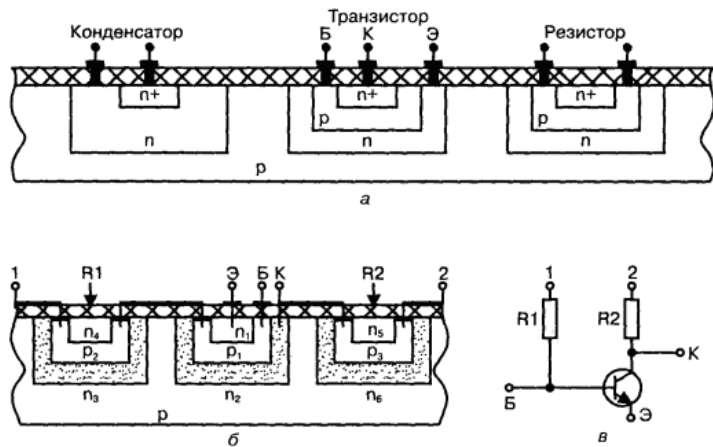 Конденсатор
Транзистор
Резистор
Б К Э
n+ n+ n+
p p
n n n
p
а
1 R1 Э Б К R2 2
n4 n1 n5
p2 p1 p3
n3 n2 n6
p
б
1 2
R1 R2
К
Б
Э
в